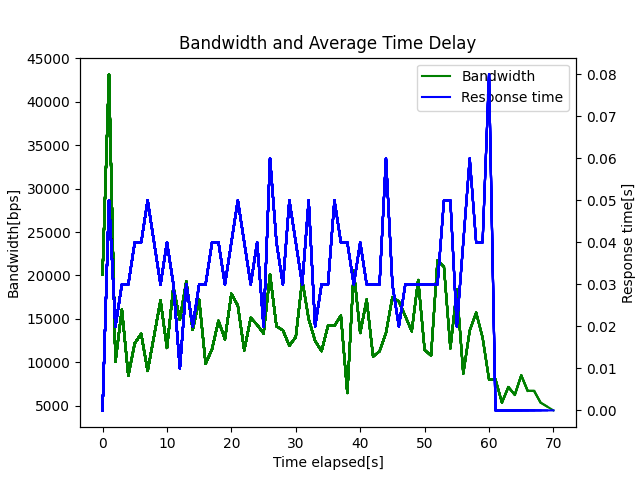 Bandwidth and Average Time Delay
Bandwidth
Response time
45000
40000
35000
30000
25000
20000
15000
10000
5000
Bandwidth[bps]
0.08
0.07
0.06
0.05
0.04
0.03
0.02
0.01
0.00
Response time[s]
0 10 20 30 40 50 60 70
Time elapsed[s]